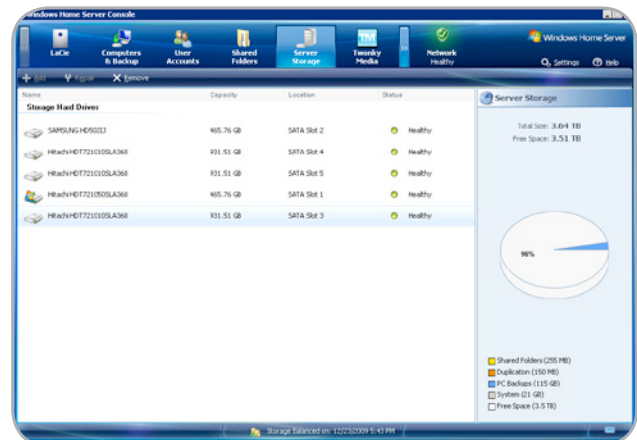 Windows Home Server Console
LaCie
Computers & Backup
User Accounts
Shared Folders
Server Storage
TM
Twonky Media
»
Network
Healthy
Windows Home Server
Settings
Help
Add
Repair
Remove
Name Capacity Location Status
Storage Hard Drives
465.76 GB SATA Slot 2 Healthy
Hitachi HDT721010SLA360 931.51 GB SATA Slot 4 Healthy
Hitachi HDT721010SLA360 931.51 GB SATA Slot 5 Healthy
Hitachi HDT721050SLA360 465.76 GB SATA Slot 1 Healthy
Hitachi HDT721010SLA360 931.51 GB SATA Slot 3 Healthy
Server Storage
Total Size: 3.64 TB
Free Space: 3.51 TB
96%
Shared Folders (255 MB)
Duplication (150 MB)
PC Backups (115 GB)
System (21 GB)
Free Space (3.5 TB)
Storage Balanced on: 12/23/2009 5:43 PM